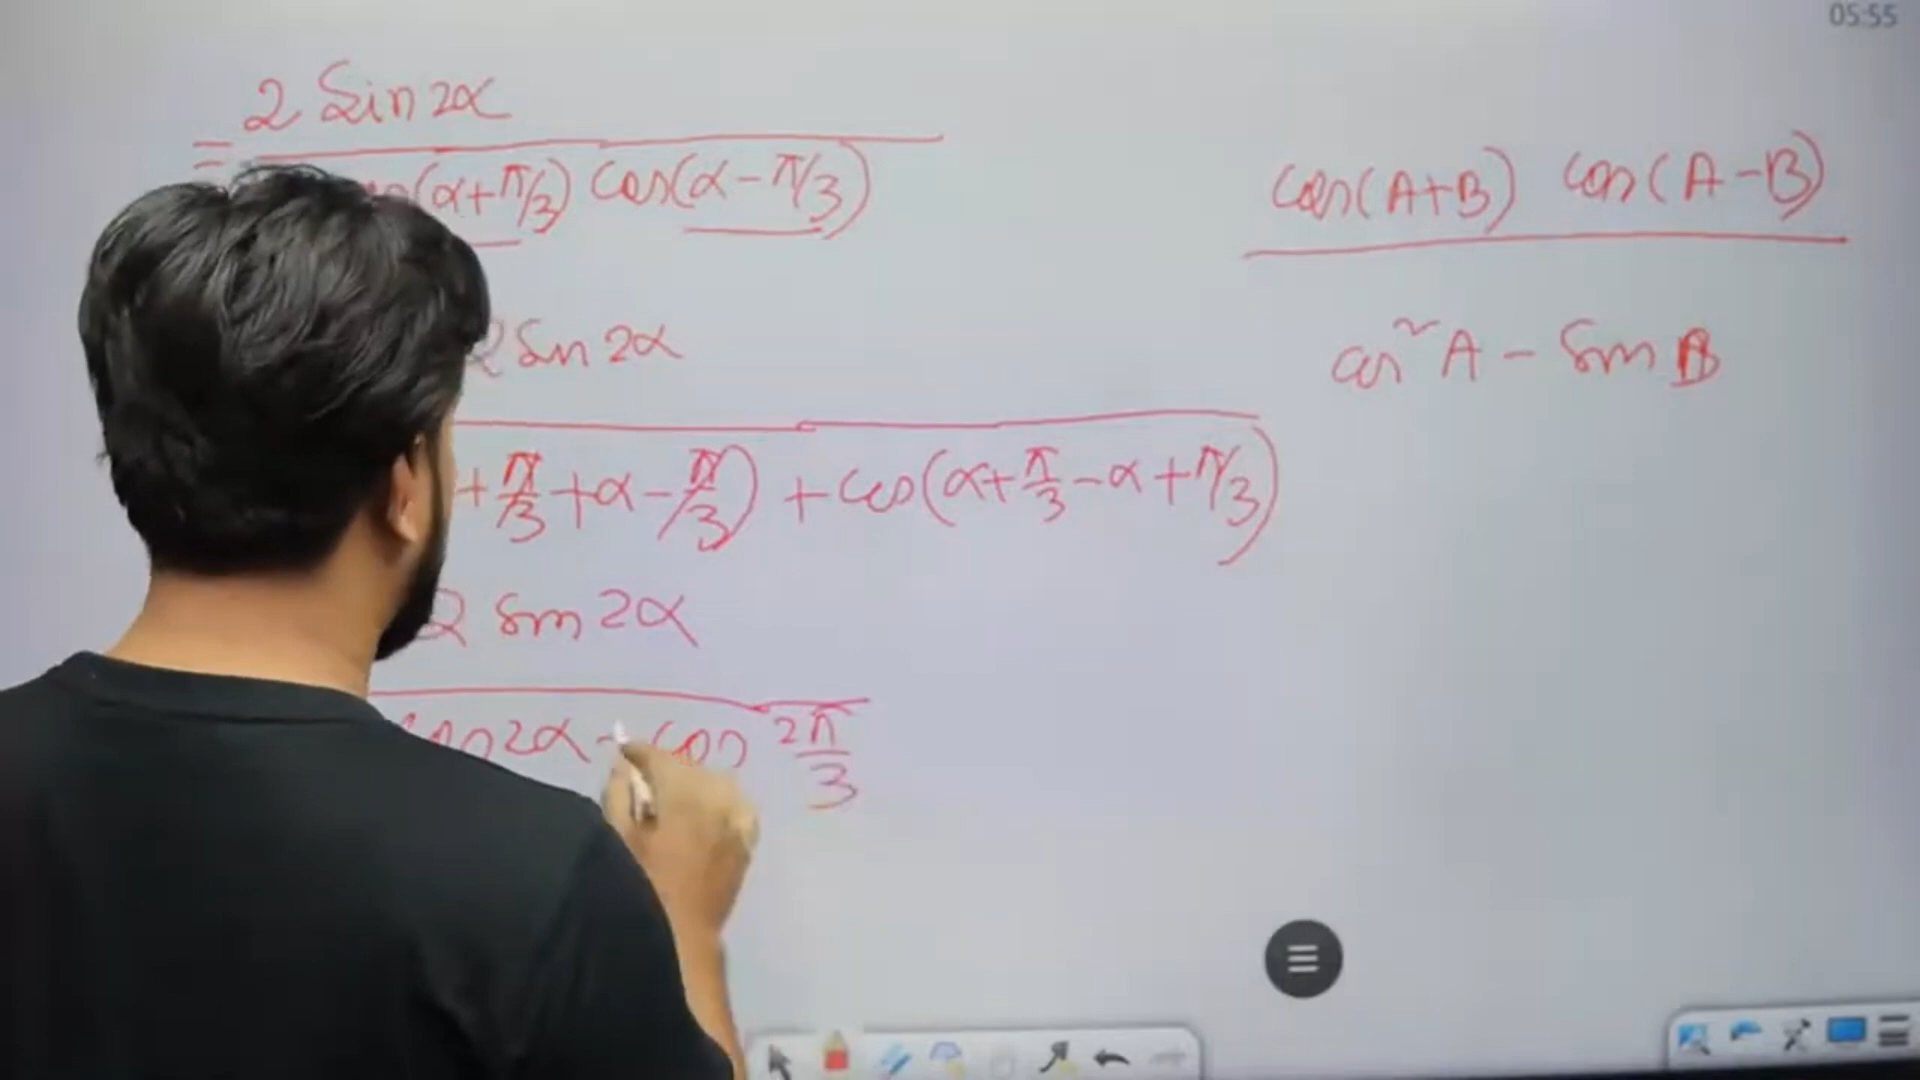 05:55
2 Sin 2α
= (α+π/3) cos(α-π/3)
cos(A+B) cos(A-B)
2 Sin 2α
cos²A - Sin B
+π/3+α-π/3) + cos(α+π/3-α+π/3)
2 Sin 2α
2α + cos 2π/3